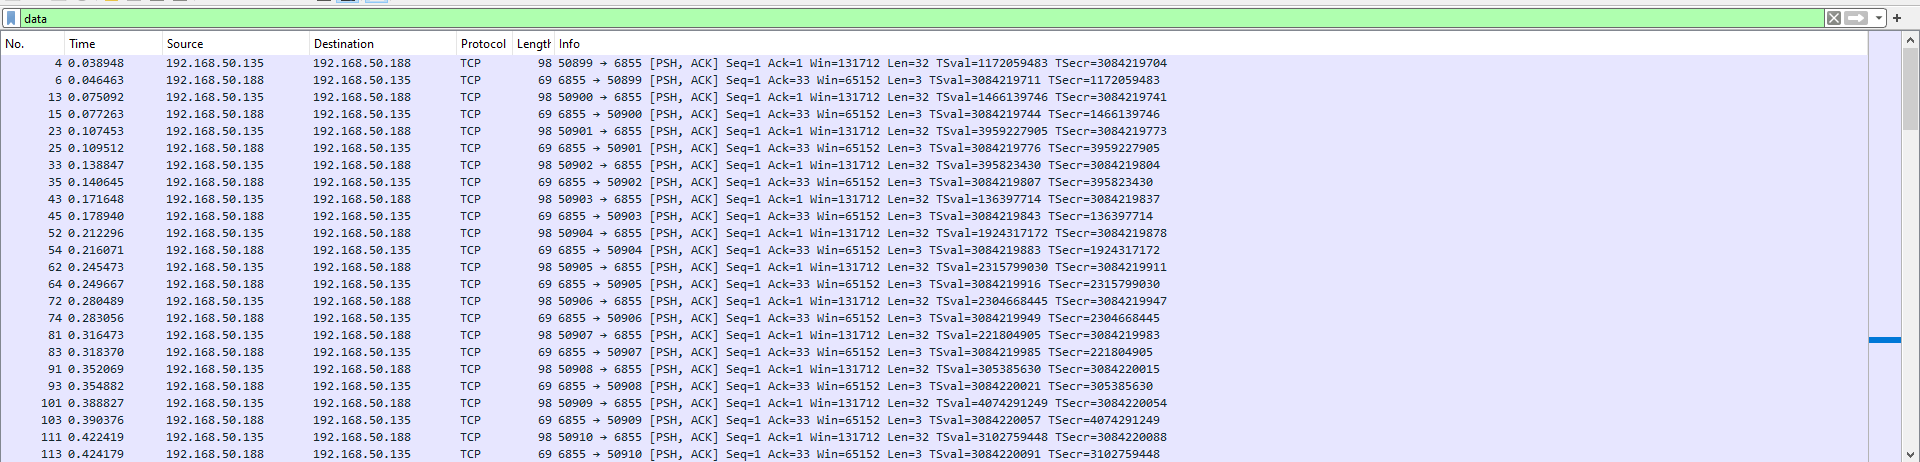 data
No. Time Source Destination Protocol Length Info
4 0.038948 192.168.50.135 192.168.50.188 TCP 98 50899 → 6855 [PSH, ACK] Seq=1 Ack=1 Win=131712 Len=32 TSval=1172059483 TSecr=3084219704
6 0.046463 192.168.50.188 192.168.50.135 TCP 69 6855 → 50899 [PSH, ACK] Seq=1 Ack=33 Win=65152 Len=3 TSval=3084219711 TSecr=1172059483
13 0.075092 192.168.50.135 192.168.50.188 TCP 98 50900 → 6855 [PSH, ACK] Seq=1 Ack=1 Win=131712 Len=32 TSval=1466139746 TSecr=3084219741
15 0.077263 192.168.50.188 192.168.50.135 TCP 69 6855 → 50900 [PSH, ACK] Seq=1 Ack=33 Win=65152 Len=3 TSval=3084219744 TSecr=1466139746
23 0.107453 192.168.50.135 192.168.50.188 TCP 98 50901 → 6855 [PSH, ACK] Seq=1 Ack=1 Win=131712 Len=32 TSval=3959227905 TSecr=3084219773
25 0.109512 192.168.50.188 192.168.50.135 TCP 69 6855 → 50901 [PSH, ACK] Seq=1 Ack=33 Win=65152 Len=3 TSval=3084219776 TSecr=3959227905
33 0.138847 192.168.50.135 192.168.50.188 TCP 98 50902 → 6855 [PSH, ACK] Seq=1 Ack=1 Win=131712 Len=32 TSval=395823430 TSecr=3084219804
35 0.140645 192.168.50.188 192.168.50.135 TCP 69 6855 → 50902 [PSH, ACK] Seq=1 Ack=33 Win=65152 Len=3 TSval=3084219807 TSecr=395823430
43 0.171648 192.168.50.135 192.168.50.188 TCP 98 50903 → 6855 [PSH, ACK] Seq=1 Ack=1 Win=131712 Len=32 TSval=136397714 TSecr=3084219837
45 0.178940 192.168.50.188 192.168.50.135 TCP 69 6855 → 50903 [PSH, ACK] Seq=1 Ack=33 Win=65152 Len=3 TSval=3084219843 TSecr=136397714
52 0.212296 192.168.50.135 192.168.50.188 TCP 98 50904 → 6855 [PSH, ACK] Seq=1 Ack=1 Win=131712 Len=32 TSval=1924317172 TSecr=3084219878
54 0.216071 192.168.50.188 192.168.50.135 TCP 69 6855 → 50904 [PSH, ACK] Seq=1 Ack=33 Win=65152 Len=3 TSval=3084219883 TSecr=1924317172
62 0.245473 192.168.50.135 192.168.50.188 TCP 98 50905 → 6855 [PSH, ACK] Seq=1 Ack=1 Win=131712 Len=32 TSval=2315799030 TSecr=3084219911
64 0.249667 192.168.50.188 192.168.50.135 TCP 69 6855 → 50905 [PSH, ACK] Seq=1 Ack=33 Win=65152 Len=3 TSval=3084219916 TSecr=2315799030
72 0.280489 192.168.50.135 192.168.50.188 TCP 98 50906 → 6855 [PSH, ACK] Seq=1 Ack=1 Win=131712 Len=32 TSval=2304668445 TSecr=3084219947
74 0.283056 192.168.50.188 192.168.50.135 TCP 69 6855 → 50906 [PSH, ACK] Seq=1 Ack=33 Win=65152 Len=3 TSval=3084219949 TSecr=2304668445
81 0.316473 192.168.50.135 192.168.50.188 TCP 98 50907 → 6855 [PSH, ACK] Seq=1 Ack=1 Win=131712 Len=32 TSval=221804905 TSecr=3084219983
83 0.318370 192.168.50.188 192.168.50.135 TCP 69 6855 → 50907 [PSH, ACK] Seq=1 Ack=33 Win=65152 Len=3 TSval=3084219985 TSecr=221804905
91 0.352069 192.168.50.135 192.168.50.188 TCP 98 50908 → 6855 [PSH, ACK] Seq=1 Ack=1 Win=131712 Len=32 TSval=305385630 TSecr=3084220015
93 0.354882 192.168.50.188 192.168.50.135 TCP 69 6855 → 50908 [PSH, ACK] Seq=1 Ack=33 Win=65152 Len=3 TSval=3084220021 TSecr=305385630
101 0.388827 192.168.50.135 192.168.50.188 TCP 98 50909 → 6855 [PSH, ACK] Seq=1 Ack=1 Win=131712 Len=32 TSval=4074291249 TSecr=3084220054
103 0.390376 192.168.50.188 192.168.50.135 TCP 69 6855 → 50909 [PSH, ACK] Seq=1 Ack=33 Win=65152 Len=3 TSval=3084220057 TSecr=4074291249
111 0.422419 192.168.50.135 192.168.50.188 TCP 98 50910 → 6855 [PSH, ACK] Seq=1 Ack=1 Win=131712 Len=32 TSval=3102759448 TSecr=3084220088
113 0.424179 192.168.50.188 192.168.50.135 TCP 69 6855 → 50910 [PSH, ACK] Seq=1 Ack=33 Win=65152 Len=3 TSval=3084220091 TSecr=3102759448